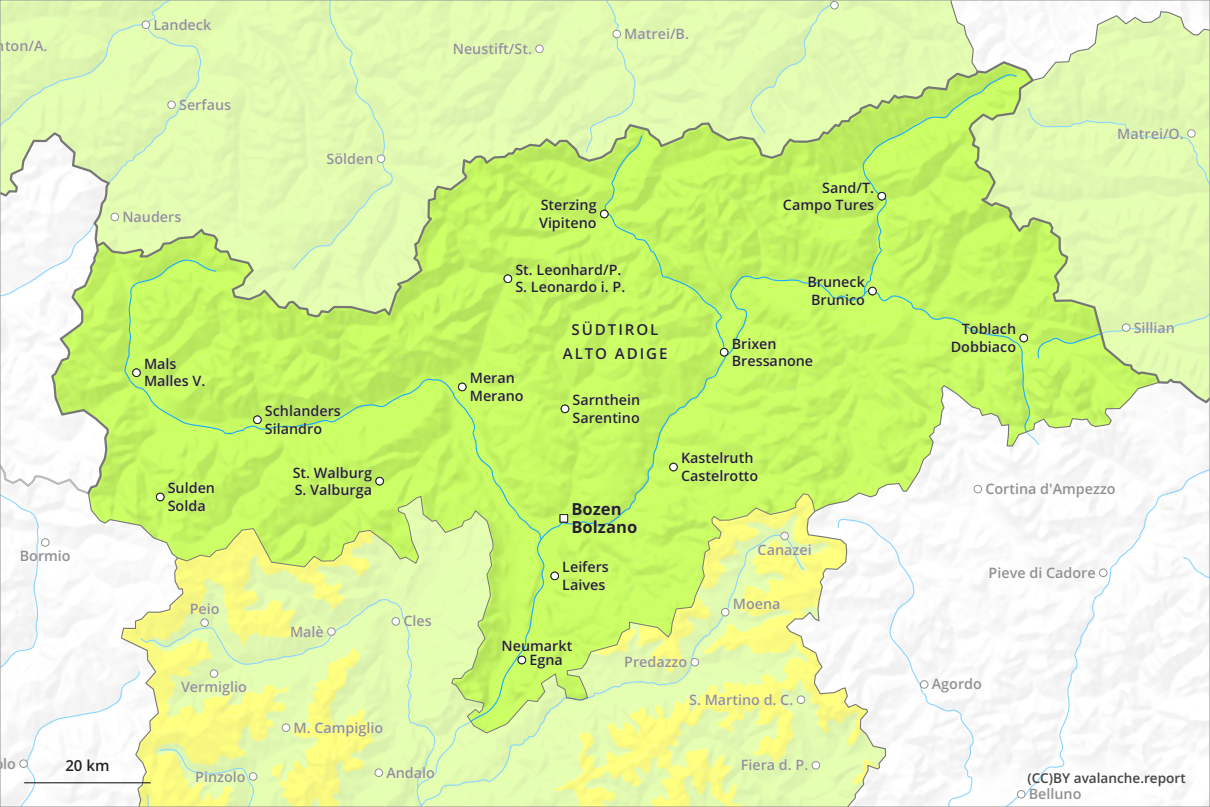 Landeck
nton/A.
Neustift/St.
Matrei/B.
Serfaus
Matrei/O.
Sölden
Sand/T.
Campo Tures
Nauders
Sterzing
Vipiteno
St. Leonhard/P.
S. Leonardo i. P.
Bruneck
Brunico
SÜDTIROL
ALTO ADIGE
Toblach
Dobbiaco
Sillian
Brixen
Bressanone
Mals
Malles V.
Meran
Merano
Schlanders
Silandro
Sarnthein
Sarentino
Kastelruth
Castelrotto
St. Walburg
S. Valburga
Sulden
Solda
Cortina d'Ampezzo
Bozen
Bolzano
Bormio
Canazei
Leifers
Laives
Pieve di Cadore
Peio
Moena
Malè
Cles
Neumarkt
Egna
Predazzo
Vermiglio
Agordo
S. Martino d. C.
M. Campiglio
olo
20 km
Pinzolo
Andalo
Fiera d. P.
(CC)BY avalanche.report
Belluno